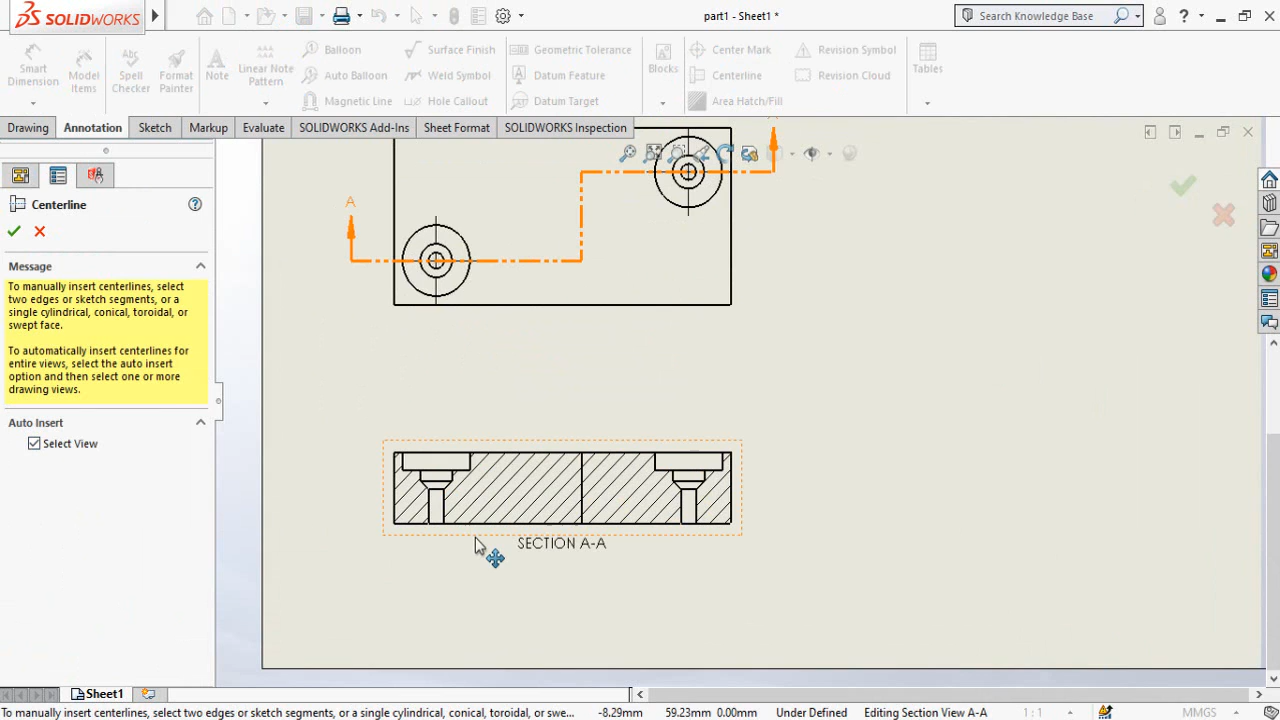 SOLIDWORKS
part1 - Sheet1 *
Search Knowledge Base
?
Smart Dimension
Model Items
Spell Checker
Format Painter
Note
Linear Note Pattern
Balloon
Auto Balloon
Magnetic Line
Surface Finish
Weld Symbol
Hole Callout
Geometric Tolerance
Datum Feature
Datum Target
Blocks
Center Mark
Centerline
Area Hatch/Fill
Revision Symbol
Revision Cloud
Tables
Drawing
Annotation
Sketch
Markup
Evaluate
SOLIDWORKS Add-Ins
Sheet Format
SOLIDWORKS Inspection
Centerline
Message
To manually insert centerlines, select
two edges or sketch segments, or a
single cylindrical, conical, toroidal, or
swept face.
To automatically insert centerlines for
entire views, select the auto insert
option and then select one or more
drawing views.
Auto Insert
Select View
A
SECTION A-A
Sheet1
To manually insert centerlines, select two edges or sketch segments, or a single cylindrical, conical, toroidal, or swe...
-8.29mm
59.23mm 0.00mm
Under Defined
Editing Section View A-A
1 : 1
MMGS